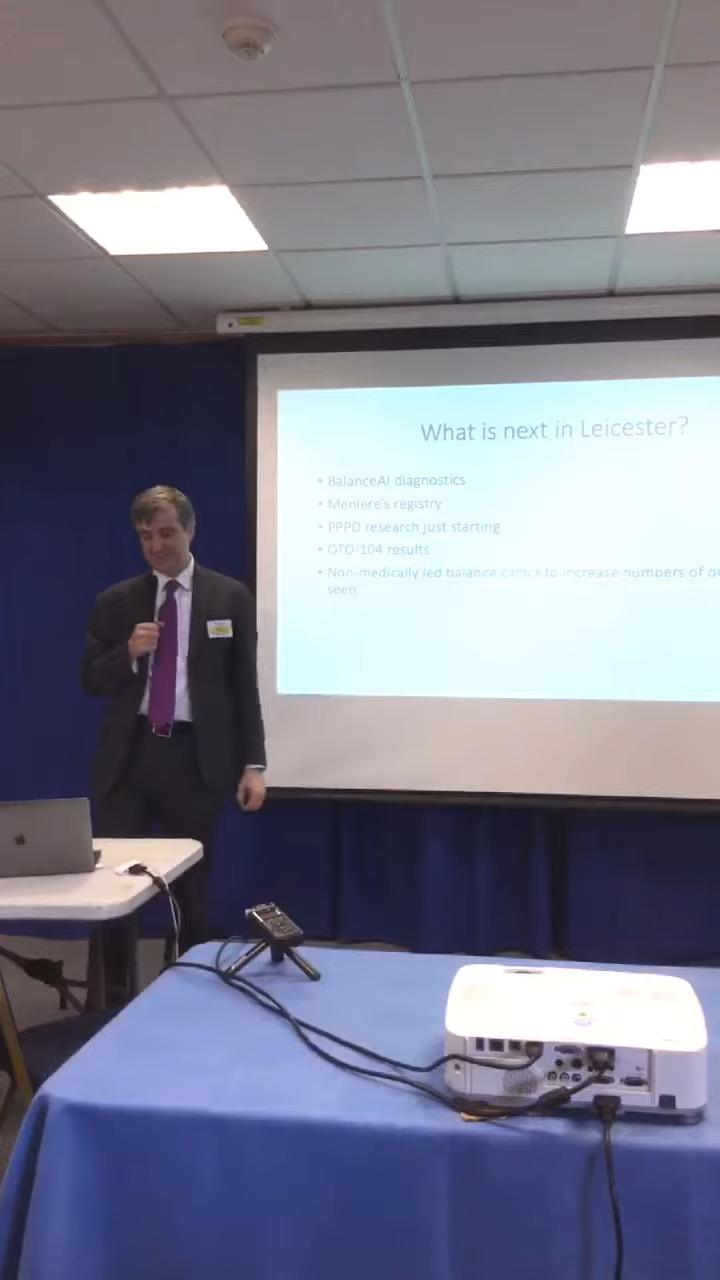 What is next in Leicester?
• BalanceAI diagnostics
• Meniere's registry
• PPPD research just starting
• OTO-104 results
• Non-medically led balance clinics to increase numbers of
seen